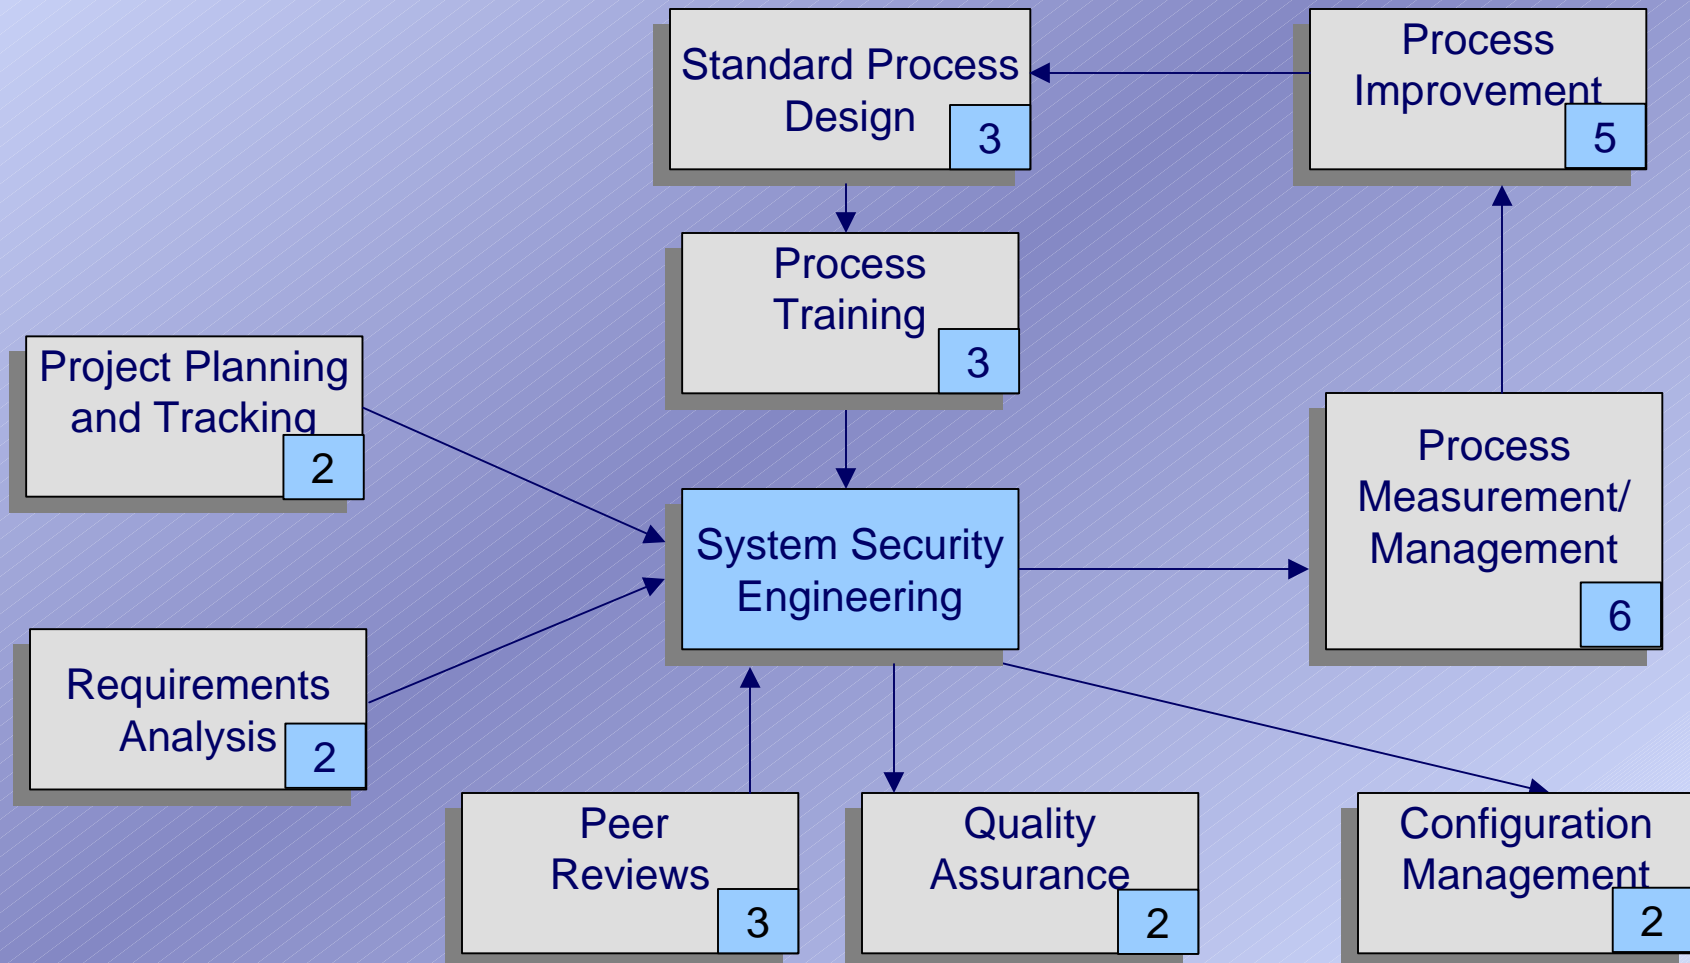 Standard Process
Design
3
Process
Improvement
5
Process
Training
3
Project Planning
and Tracking
2
Process
Measurement/
Management
6
System Security
Engineering
Requirements
Analysis
2
Peer
Reviews
3
Quality
Assurance
2
Configuration
Management
2